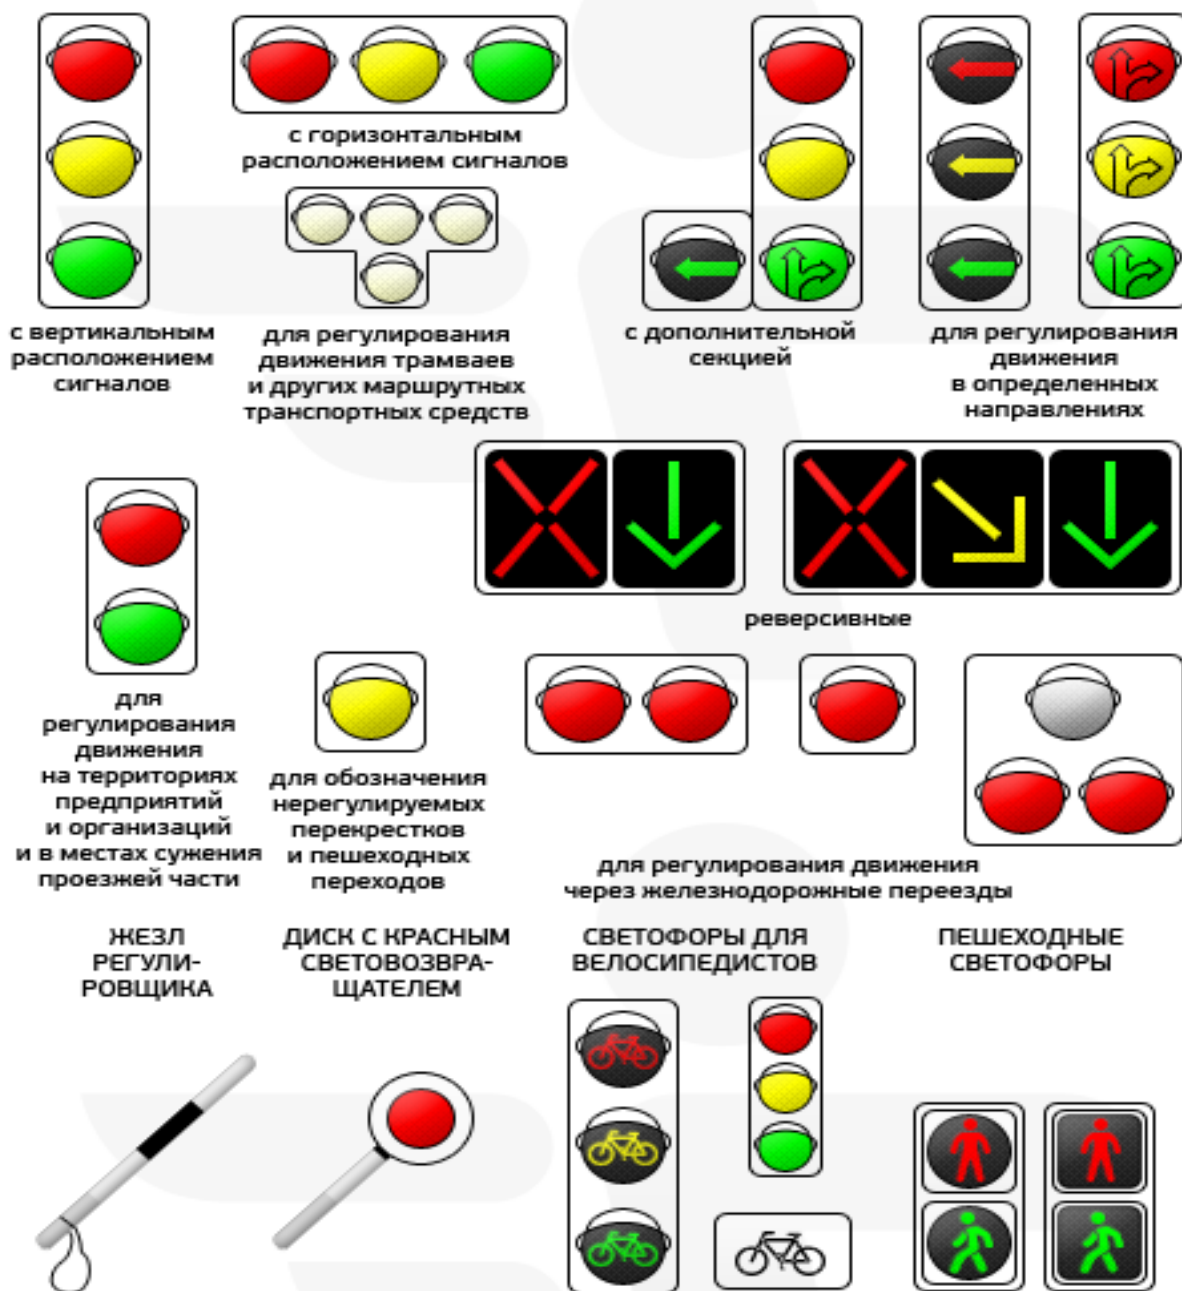 с горизонтальным
расположением сигналов
с вертикальным
расположением
сигналов
для регулирования
движения трамваев
и других маршрутных
транспортных средств
с дополнительной
секцией
для регулирования
движения
в определенных
направлениях
реверсивные
для
регулирования
движения
на территориях
предприятий
и организаций
и в местах сужения
проезжей части
для обозначения
нерегулируемых
перекрестков
и пешеходных
переходов
для регулирования движения
через железнодорожные переезды
ЖЕЗЛ
РЕГУЛИ-
РОВЩИКА
ДИСК С КРАСНЫМ
СВЕТОВОЗВРА-
ЩАТЕЛЕМ
СВЕТОФОРЫ ДЛЯ
ВЕЛОСИПЕДИСТОВ
ПЕШЕХОДНЫЕ
СВЕТОФОРЫ